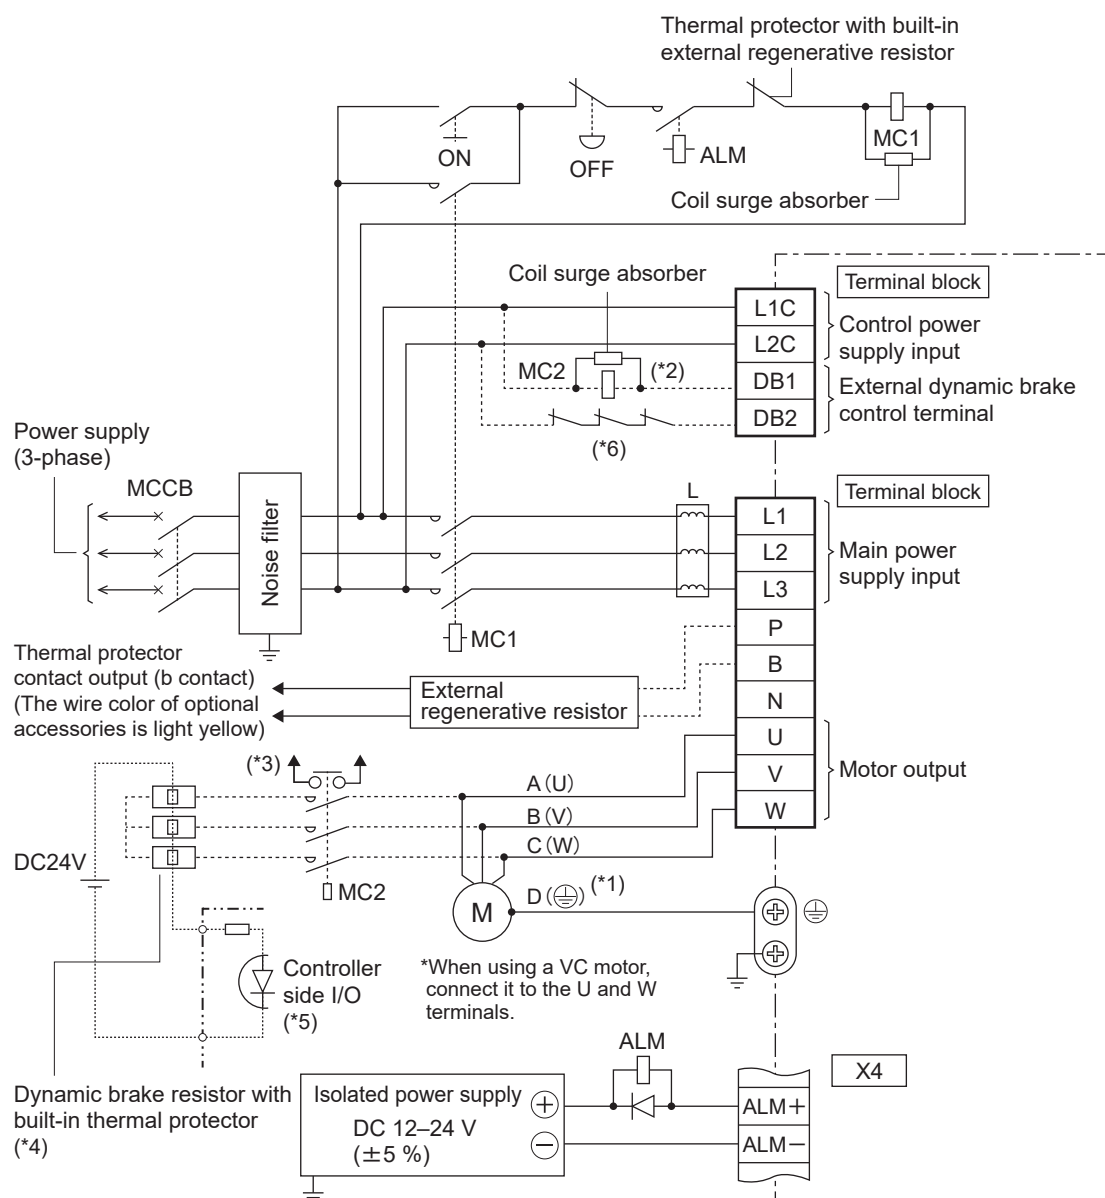 Thermal protector with built-in
external regenerative resistor
ON
OFF
ALM
MC1
Coil surge absorber
Coil surge absorber
Terminal block
L1C
L2C
DB1
DB2
Control power
supply input
External dynamic brake
control terminal
MC2
(*2)
(*6)
Power supply
(3-phase)
MCCB
Noise filter
L
Terminal block
L1
L2
L3
P
B
N
U
V
W
Main power
supply input
Motor output
MC1
Thermal protector
contact output (b contact)
(The wire color of optional
accessories is light yellow)
External
regenerative resistor
(*3)
A(U)
B(V)
C(W)
DC24V
MC2
M
D( ) (*1)
*When using a VC motor,
connect it to the U and W
terminals.
Controller
side I/O
(*5)
Dynamic brake resistor with
built-in thermal protector
(*4)
ALM
Isolated power supply
DC 12–24 V
(±5 %)
+
−
X4
ALM+
ALM−